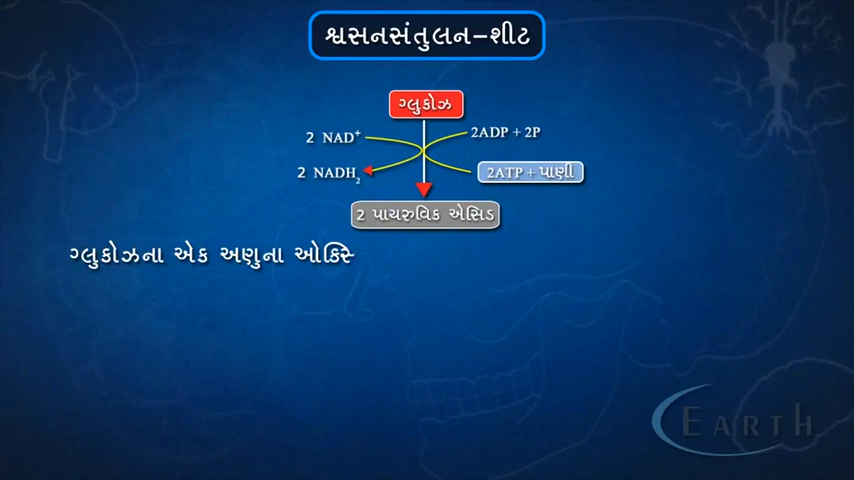 શ્વસનસંતુલન–શીટ
ગ્લુકોઝ
2 NAD⁺
2ADP + 2P
2 NADH₂
2ATP + પાણી
2 પાયરુવિક એસિડ
ગ્લુકોઝના એક અણુના ઓક્સિ
EARTH